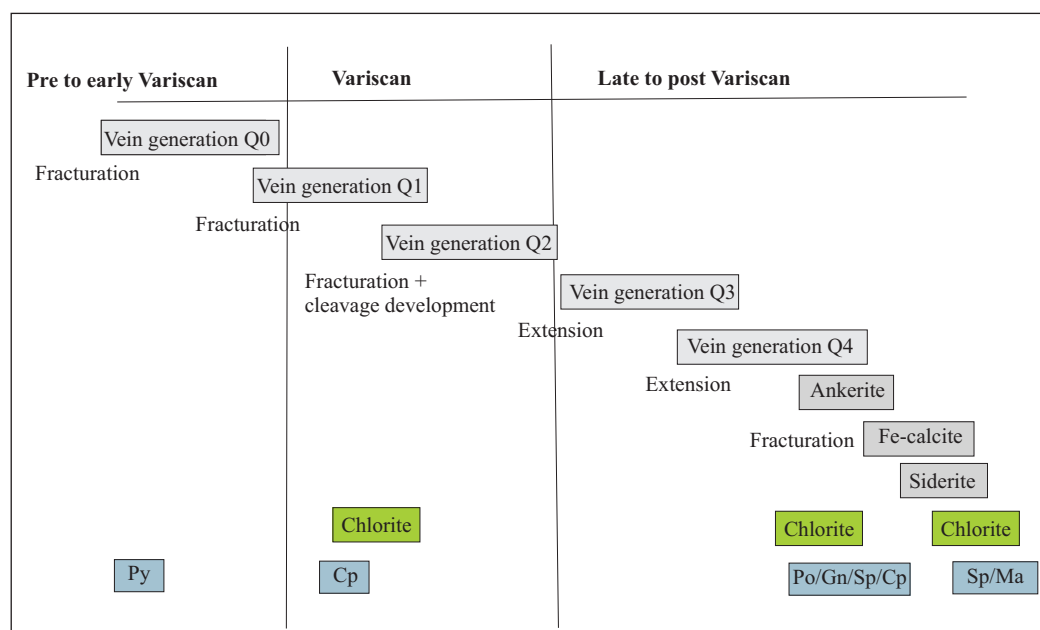 Pre to early Variscan
Variscan
Late to post Variscan
Vein generation Q0
Fracturation
Vein generation Q1
Fracturation
Vein generation Q2
Fracturation +
cleavage development
Vein generation Q3
Extension
Vein generation Q4
Extension
Ankerite
Fracturation
Fe-calcite
Siderite
Chlorite
Chlorite
Chlorite
Py
Cp
Po/Gn/Sp/Cp
Sp/Ma